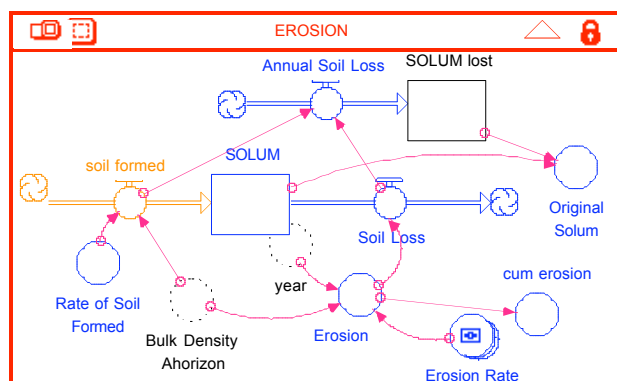 EROSION
Annual Soil Loss
SOLUM lost
soil formed
SOLUM
Original
Solum
Soil Loss
year
cum erosion
Rate of Soil
Formed
Bulk Density
Ahorizon
Erosion
Erosion Rate